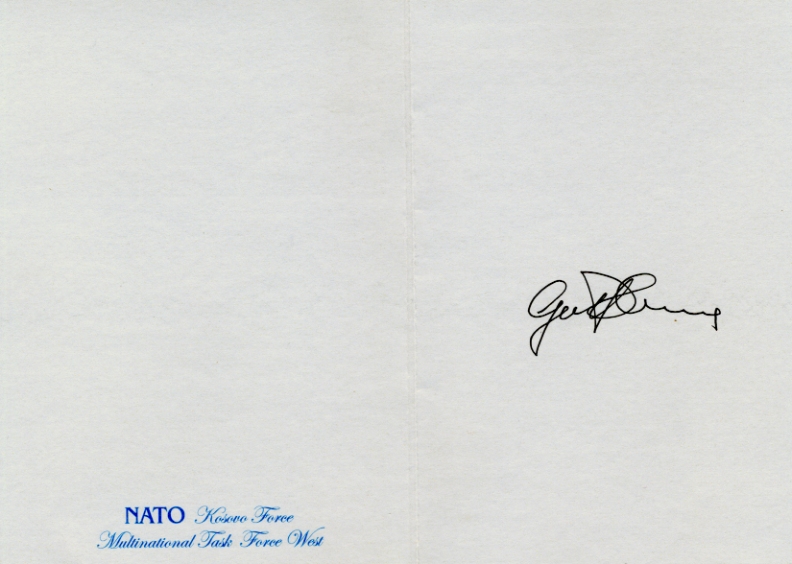 NATO Kosovo Force
Multinational Task Force West